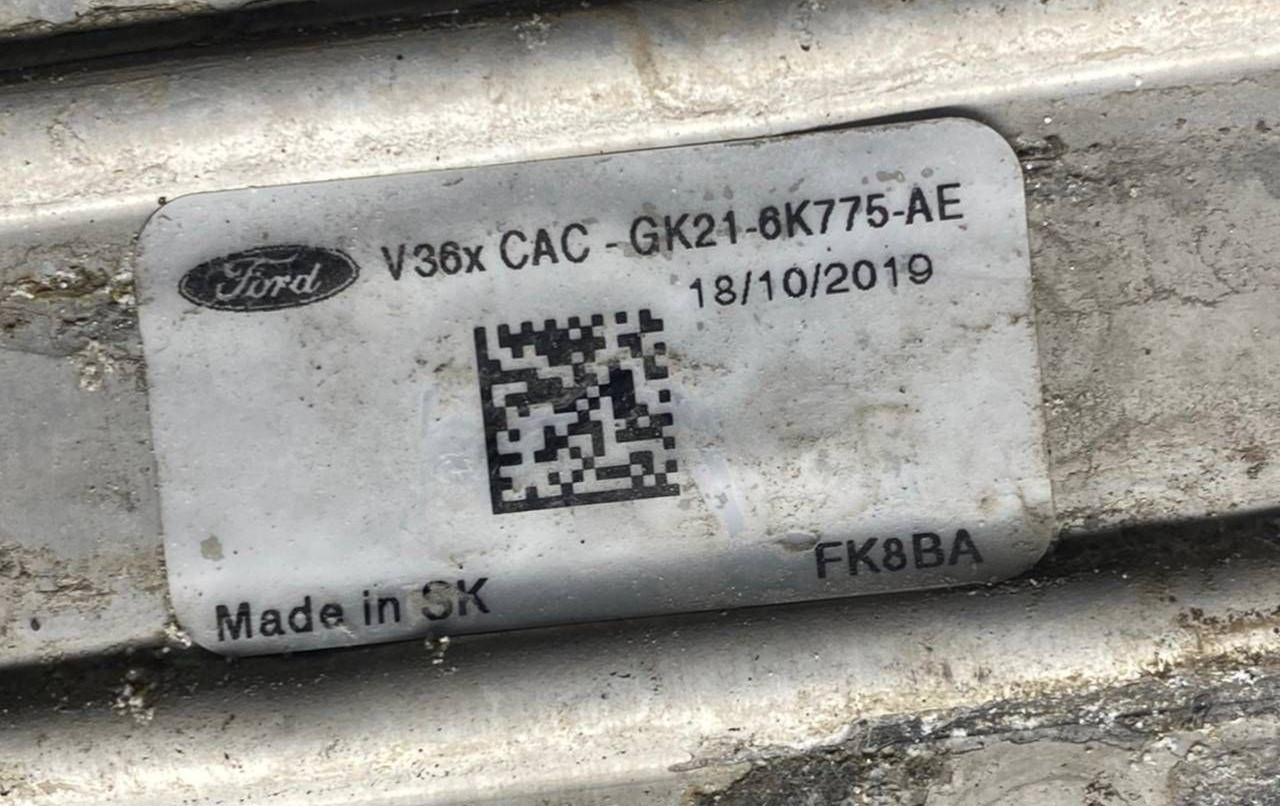 Ford V36x CAC - GK21-6K775-AE
18/10/2019
FK8BA
Made in SK